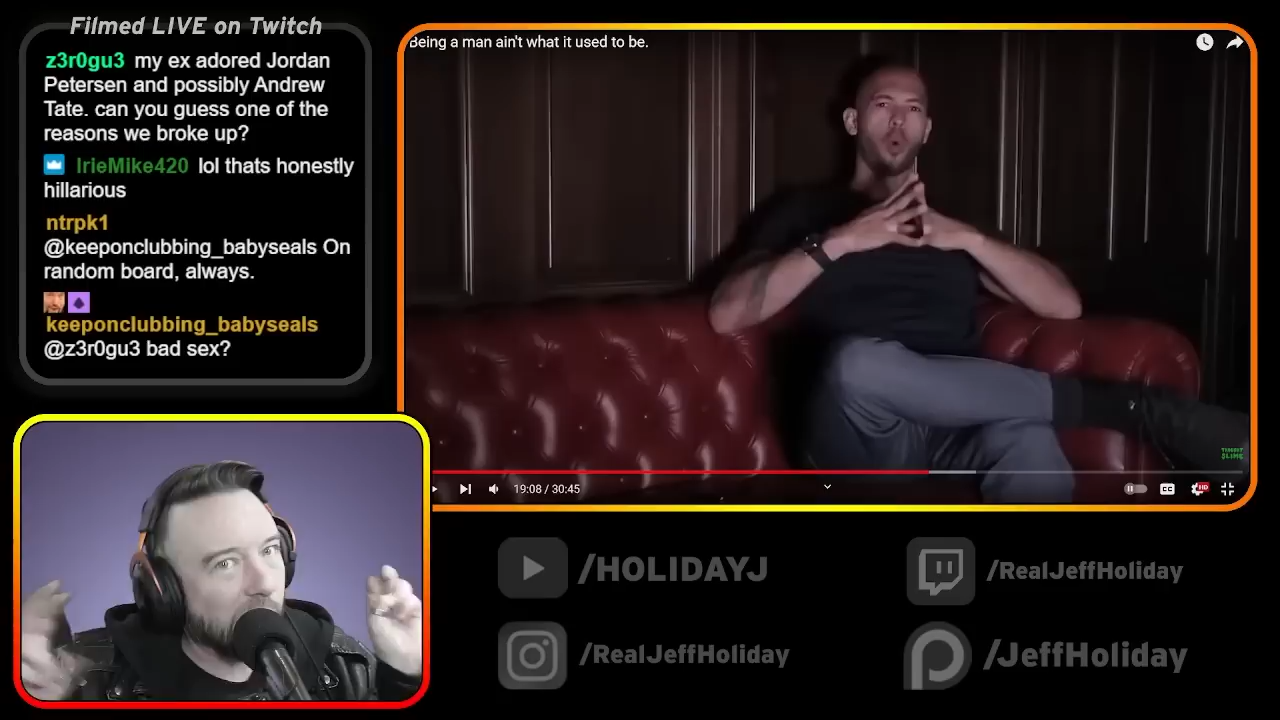 Filmed LIVE on Twitch
z3r0gu3 my ex adored Jordan
Petersen and possibly Andrew
Tate. can you guess one of the
reasons we broke up?
IrieMike420 lol thats honestly
hillarious
ntrpk1
@keeponclubbing_babyseals On
random board, always.
keeponclubbing_babyseals
@z3r0gu3 bad sex?
Being a man ain't what it used to be.
19:08 / 30:45
CC
HD
/HOLIDAYJ
/RealJeffHoliday
/RealJeffHoliday
/JeffHoliday